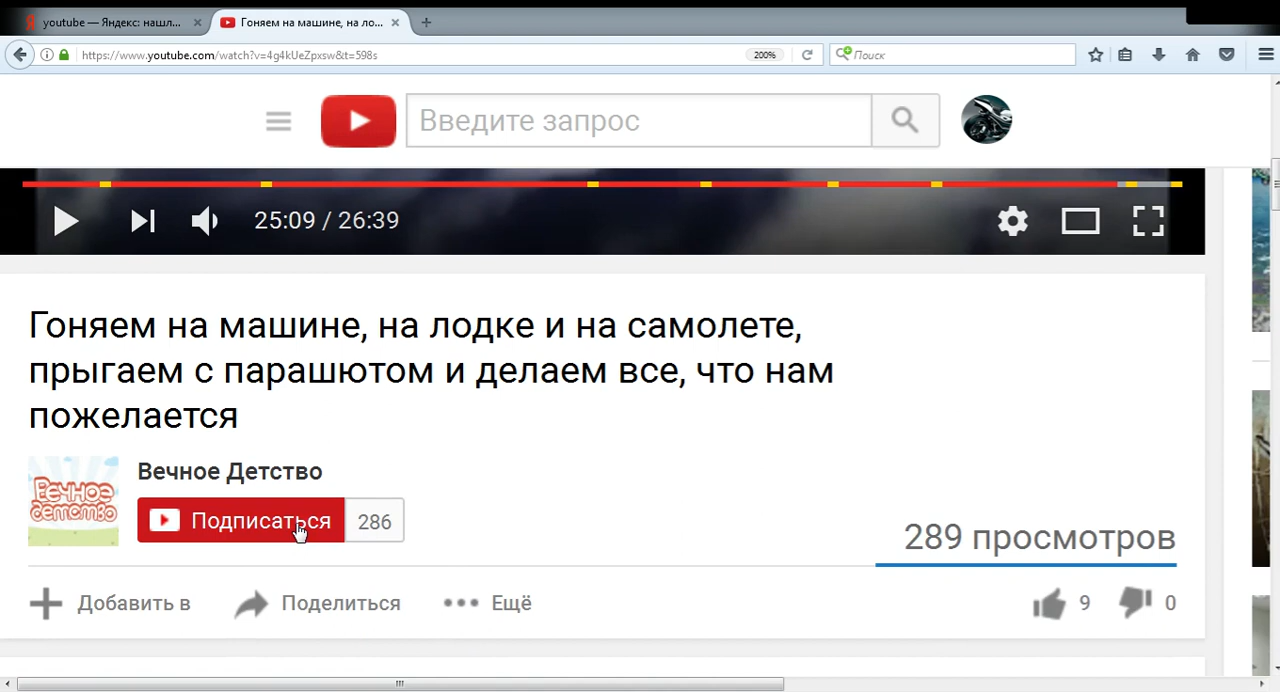 youtube — Яндекс: нашл...
Гоняем на машине, на ло...
https://www.youtube.com/watch?v=4g4kUeZpxsw&t=598s
200%
Поиск
Введите запрос
25:09 / 26:39
Гоняем на машине, на лодке и на самолете,
прыгаем с парашютом и делаем все, что нам
пожелается
Вечное детство
Вечное Детство
Подписаться
286
289 просмотров
Добавить в
Поделиться
Ещё
9
0